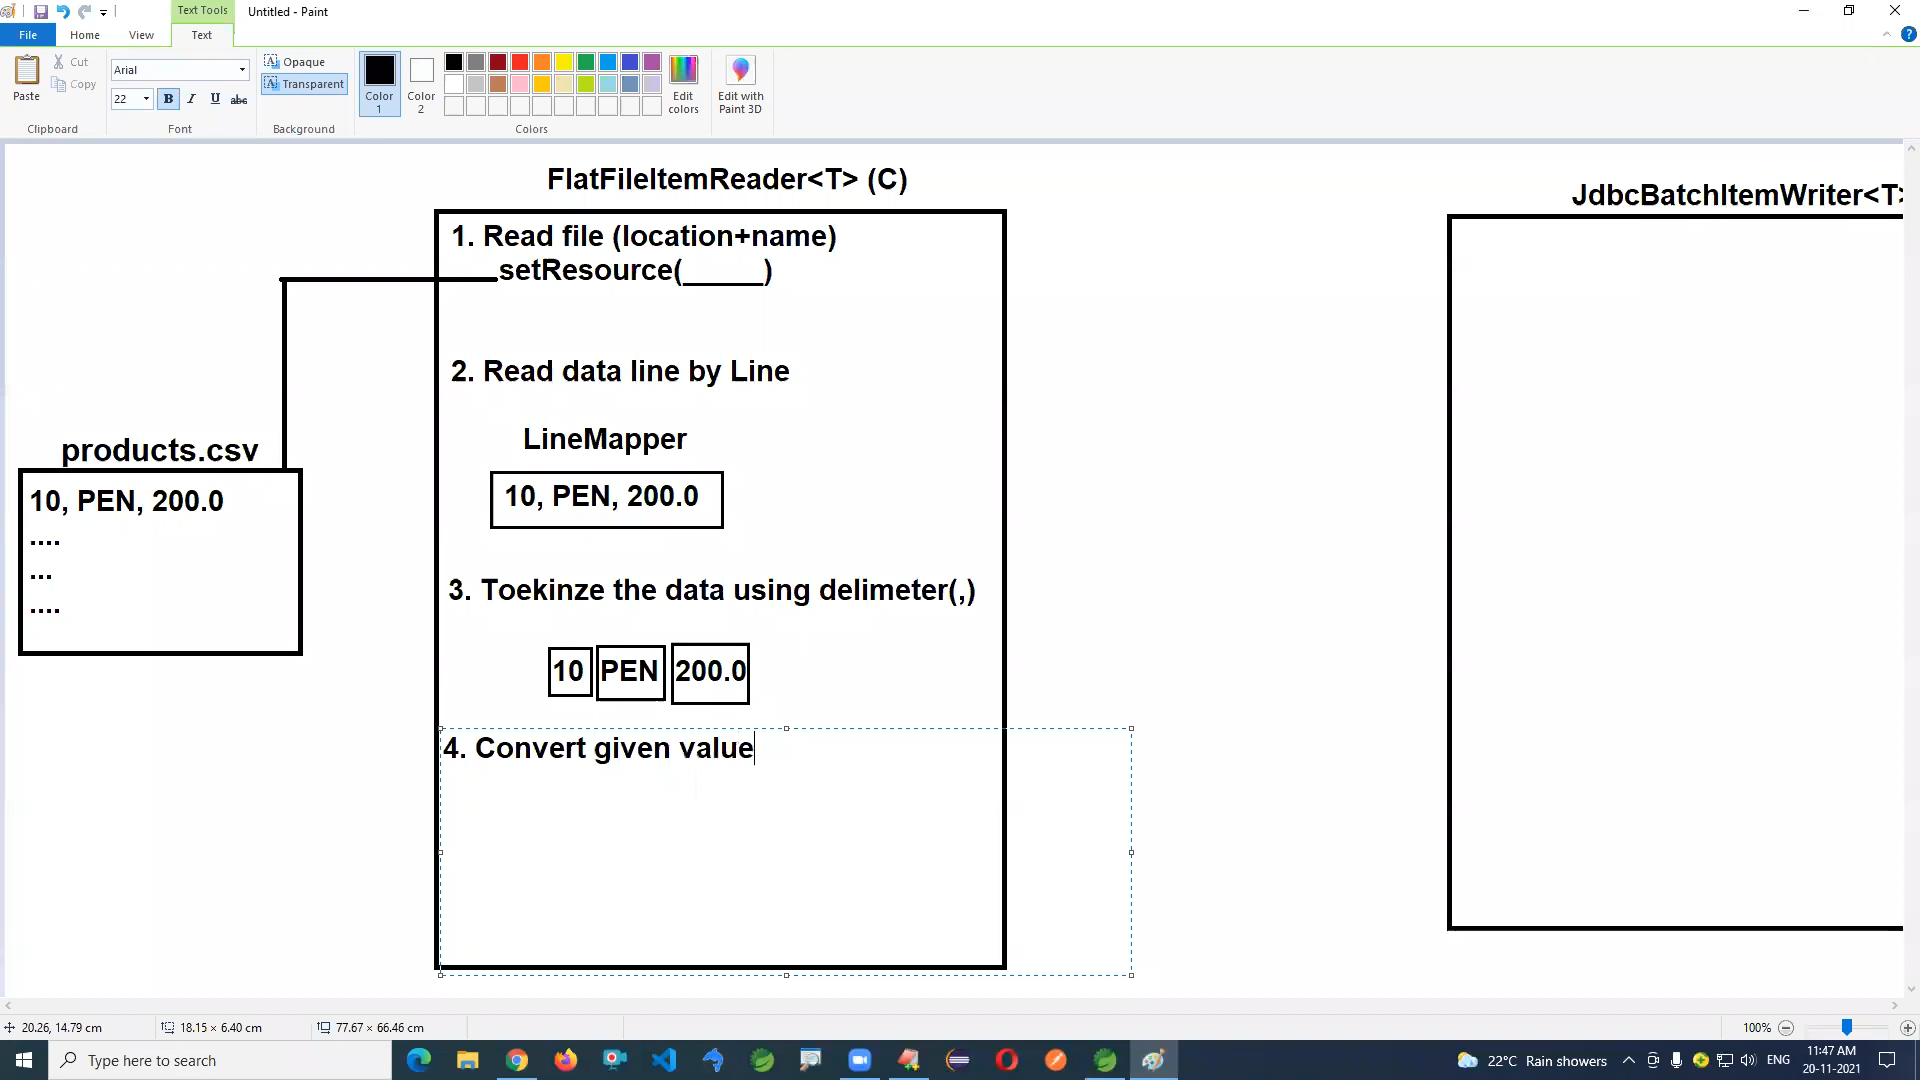 Text Tools
Untitled - Paint
File
Home
View
Text
Paste
Cut
Copy
Clipboard
Arial
22
B
I
U
abc
Font
A
Opaque
A
Transparent
Background
Color
1
Color
2
Edit
colors
Colors
Edit with
Paint 3D
?
FlatFileItemReader<T> (C)
1. Read file (location+name)
setResource(_____)
2. Read data line by Line
LineMapper
10, PEN, 200.0
3. Toekinze the data using delimeter(,)
10
PEN
200.0
4. Convert given value
products.csv
10, PEN, 200.0
....
...
....
JdbcBatchItemWriter<T>
20.26, 14.79 cm
18.15 × 6.40 cm
77.67 × 66.46 cm
100%
Type here to search
22°C Rain showers
ENG
11:47 AM
20-11-2021